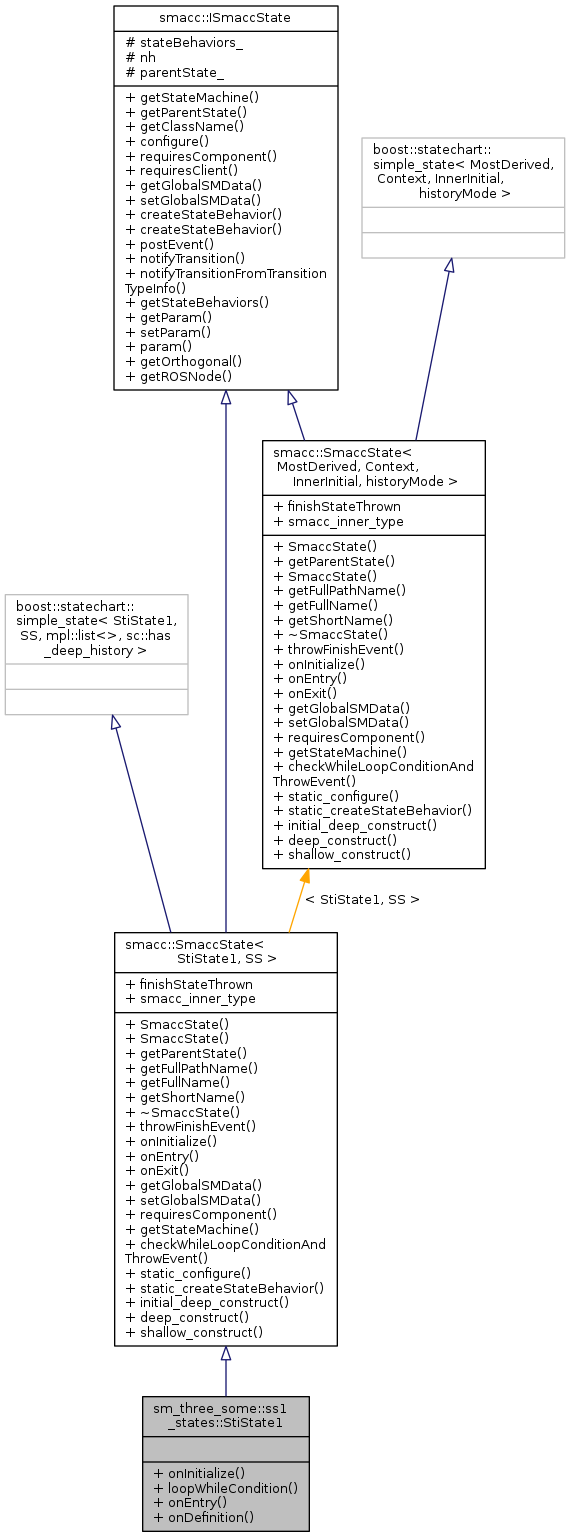 smacc::ISmaccState
# stateBehaviors_
# nh
# parentState_
+ getStateMachine()
+ getParentState()
+ getClassName()
+ configure()
+ requiresComponent()
+ requiresClient()
+ getGlobalSMData()
+ setGlobalSMData()
+ createStateBehavior()
+ createStateBehavior()
+ postEvent()
+ notifyTransition()
+ notifyTransitionFromTransition
TypeInfo()
+ getStateBehaviors()
+ getParam()
+ setParam()
+ param()
+ getOrthogonal()
+ getROSNode()
boost::statechart::
simple_state< MostDerived,
Context, InnerInitial,
historyMode >
smacc::SmaccState<
MostDerived, Context,
InnerInitial, historyMode >
+ finishStateThrown
+ smacc_inner_type
+ SmaccState()
+ getParentState()
+ SmaccState()
+ getFullPathName()
+ getFullName()
+ getShortName()
+ ~SmaccState()
+ throwFinishEvent()
+ onInitialize()
+ onEntry()
+ onExit()
+ getGlobalSMData()
+ setGlobalSMData()
+ requiresComponent()
+ getStateMachine()
+ checkWhileLoopConditionAnd
ThrowEvent()
+ static_configure()
+ static_createStateBehavior()
+ initial_deep_construct()
+ deep_construct()
+ shallow_construct()
boost::statechart::
simple_state< StiState1,
SS, mpl::list<>, sc::has
_deep_history >
< StiState1, SS >
smacc::SmaccState<
StiState1, SS >
+ finishStateThrown
+ smacc_inner_type
+ SmaccState()
+ SmaccState()
+ getParentState()
+ getFullPathName()
+ getFullName()
+ getShortName()
+ ~SmaccState()
+ throwFinishEvent()
+ onInitialize()
+ onEntry()
+ onExit()
+ getGlobalSMData()
+ setGlobalSMData()
+ requiresComponent()
+ getStateMachine()
+ checkWhileLoopConditionAnd
ThrowEvent()
+ static_configure()
+ static_createStateBehavior()
+ initial_deep_construct()
+ deep_construct()
+ shallow_construct()
sm_three_some::ss1
_states::StiState1
+ onInitialize()
+ loopWhileCondition()
+ onEntry()
+ onDefinition()